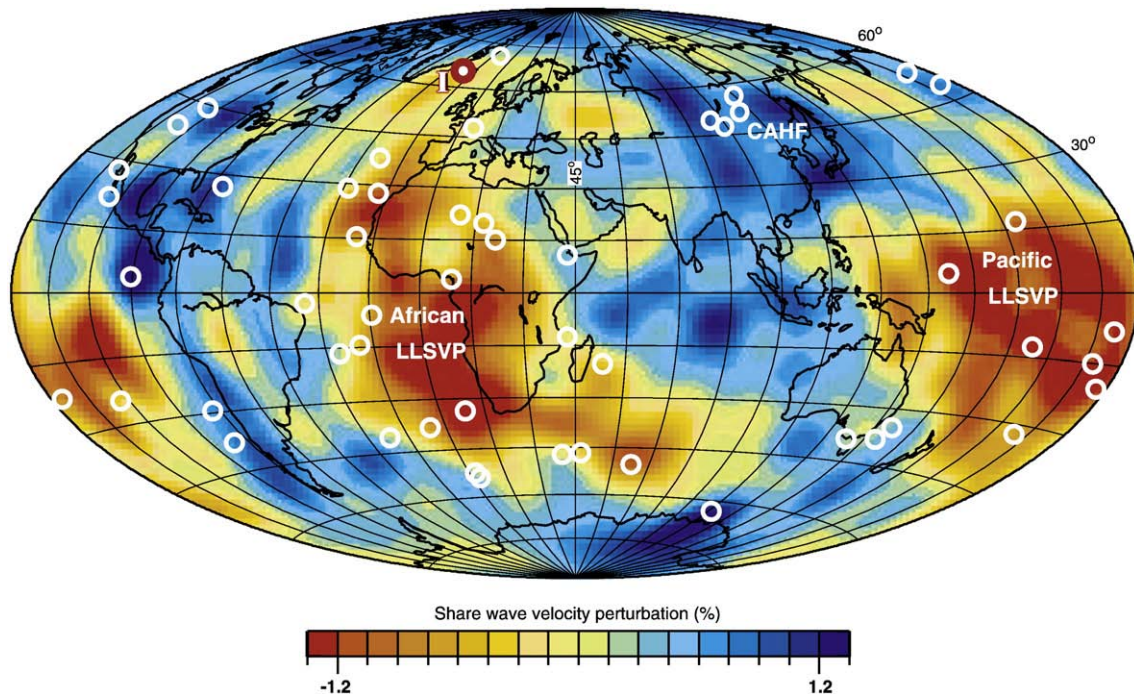 60°
I
CAHF
30°
45°
Pacific
LLSVP
African
LLSVP
Share wave velocity perturbation (%)
-1.2
1.2